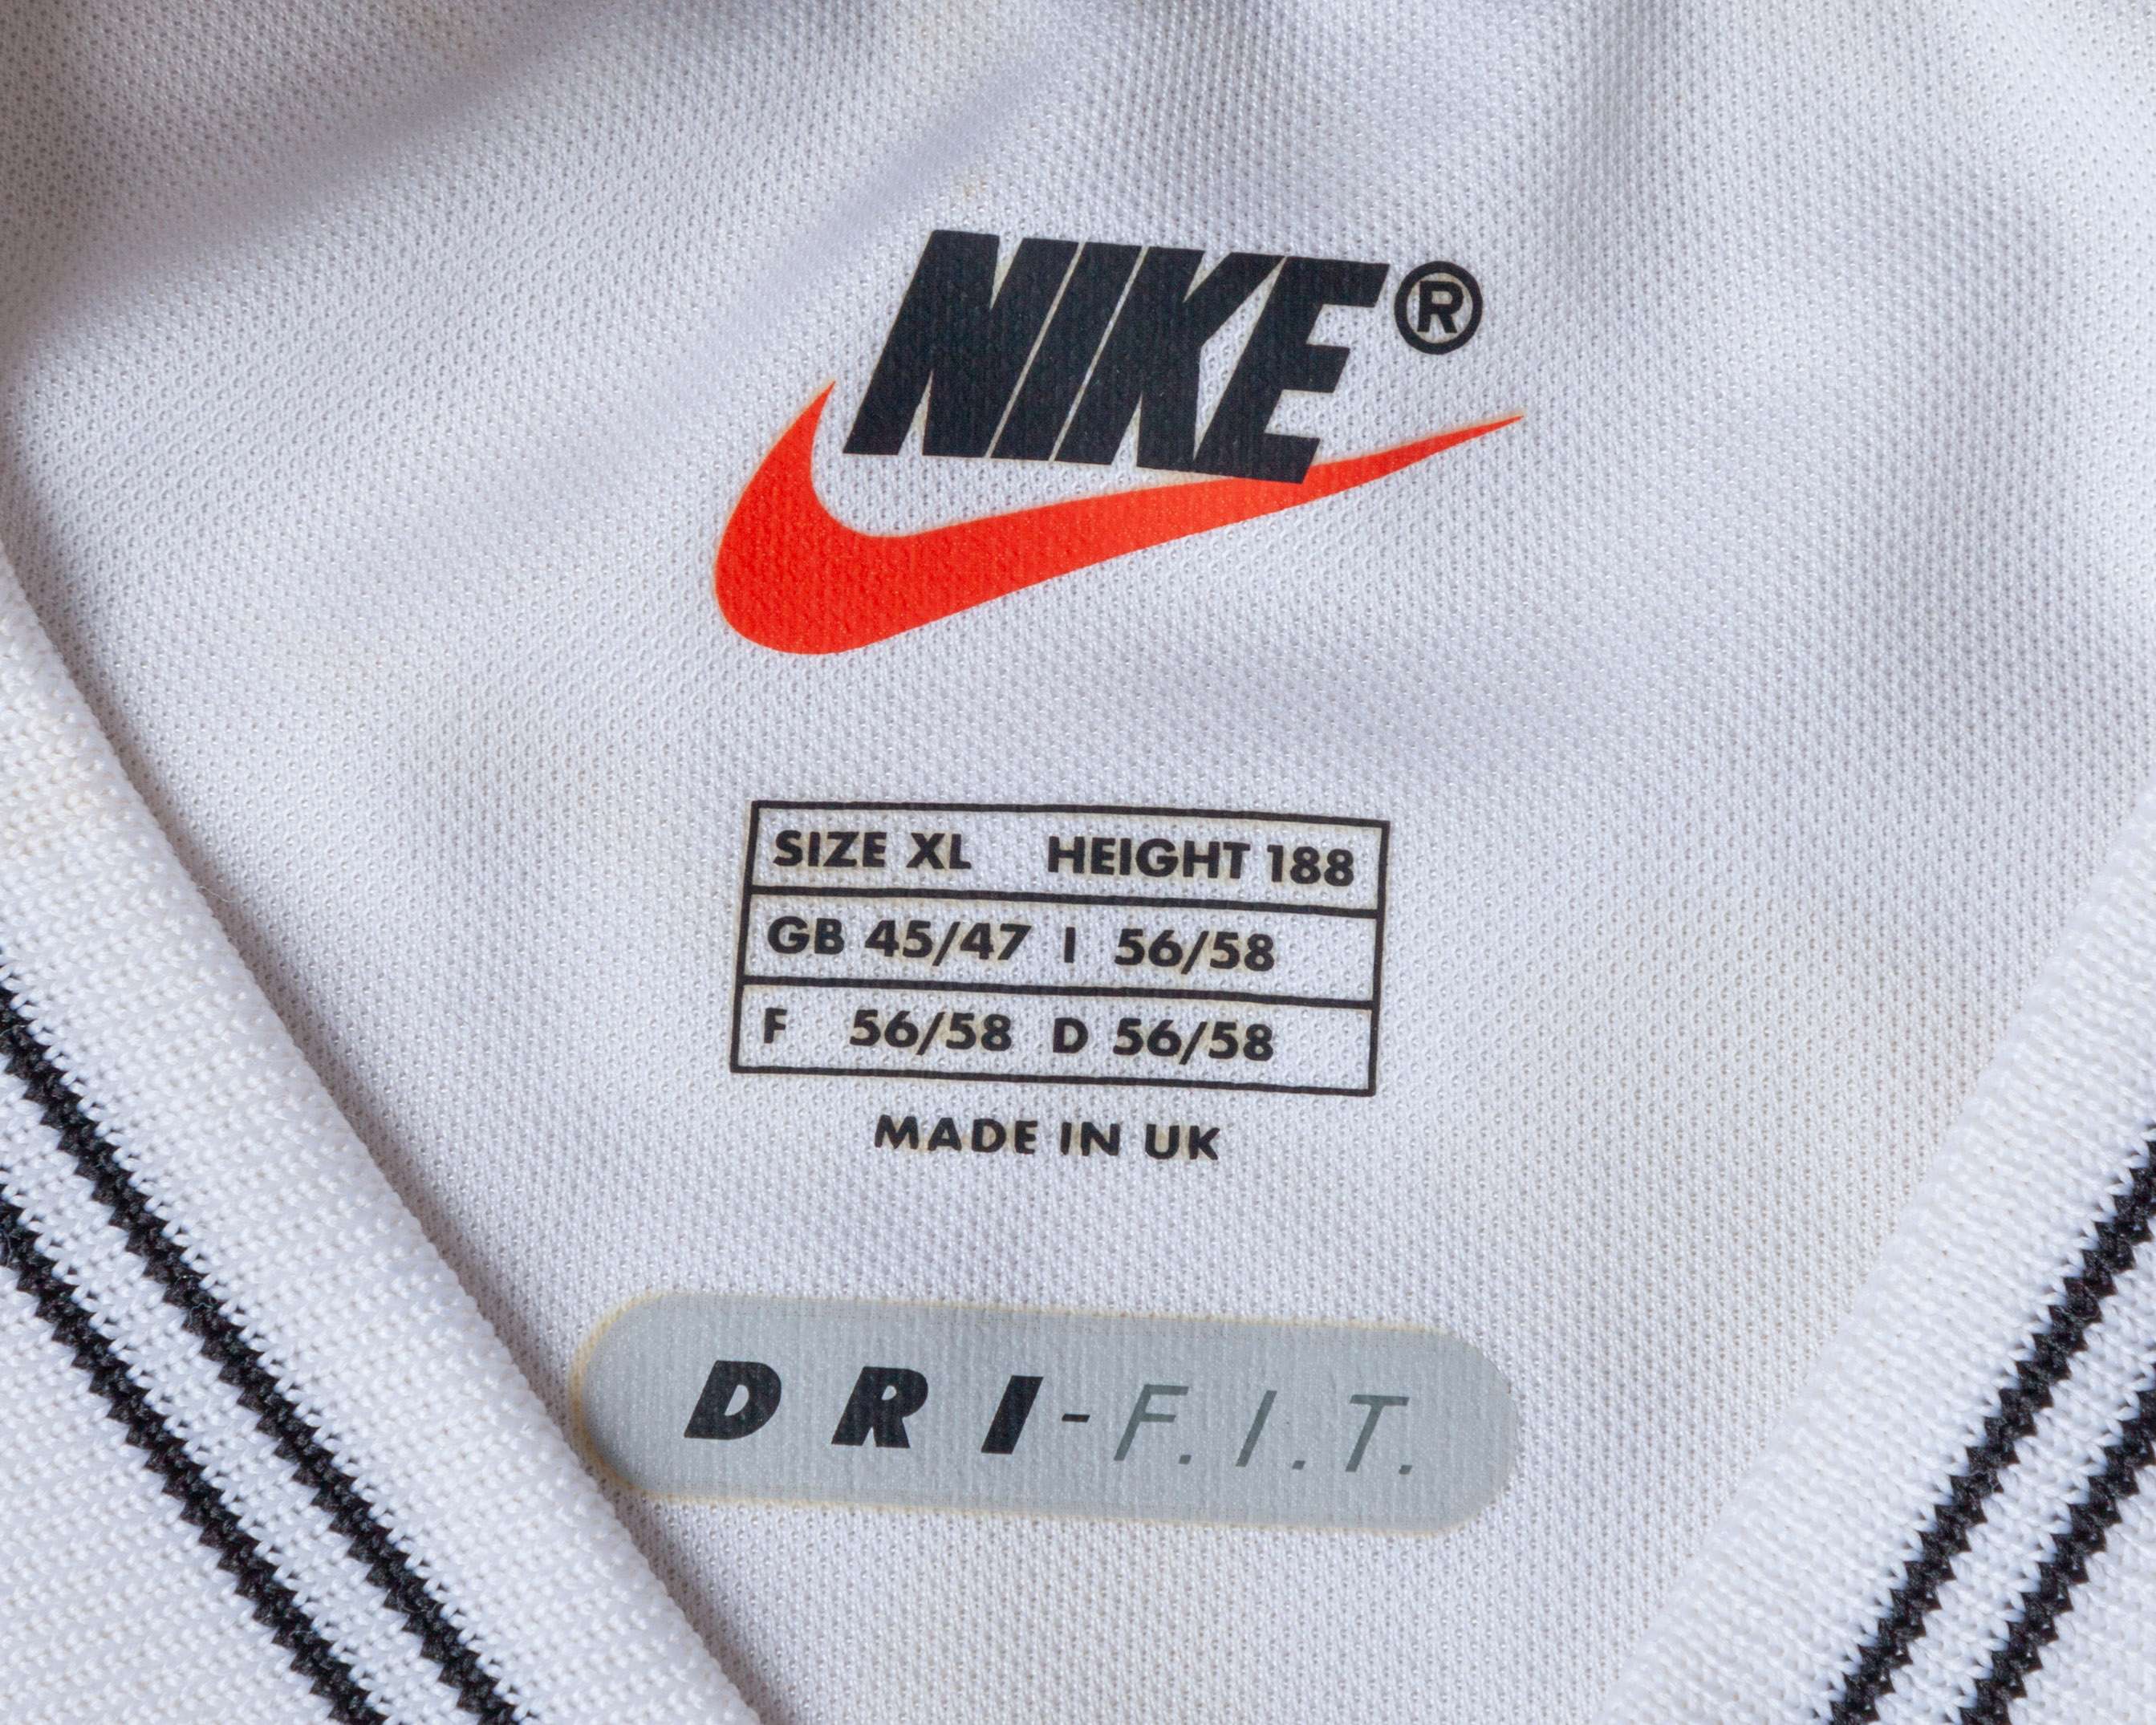 NIKE®
SIZE XL HEIGHT 188
GB 45/47 I 56/58
F 56/58 D 56/58
MADE IN UK
DRI-F.I.T.